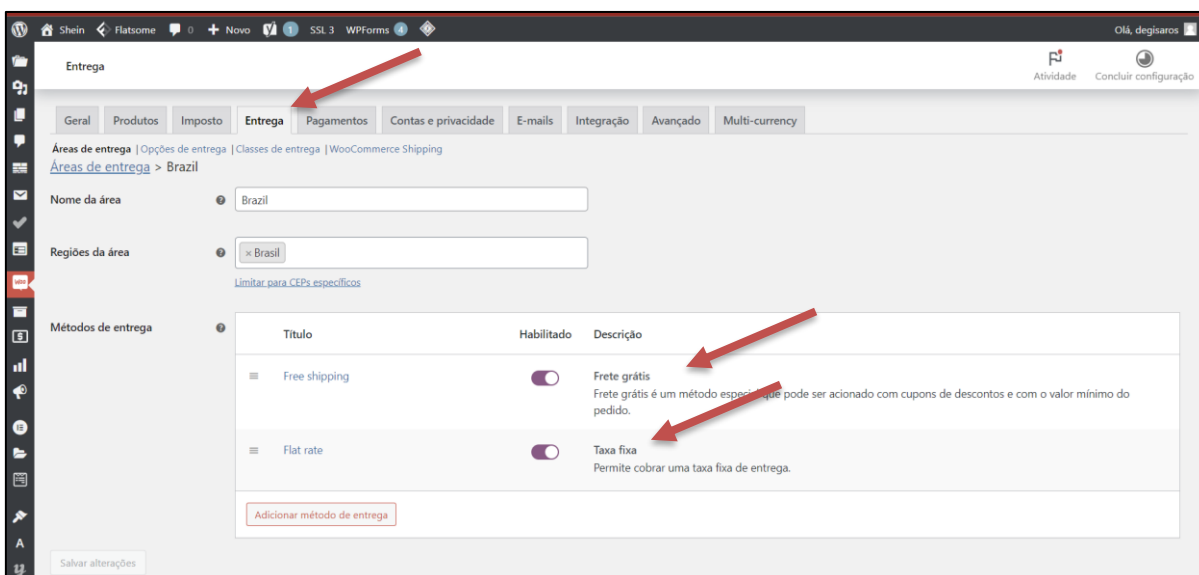 Shein Flatsome 0 + Novo 1 SSL 3 WPForms 4 Olá, degisaros
Entrega Atividade Concluir configuração
Geral Produtos Imposto Entrega Pagamentos Contas e privacidade E-mails Integração Avançado Multi-currency
Áreas de entrega | Opções de entrega | Classes de entrega | WooCommerce Shipping
Áreas de entrega > Brazil
Nome da área Brazil
Regiões da área × Brasil
Limitar para CEPs específicos
Métodos de entrega Título Habilitado Descrição
Free shipping Frete grátis
Frete grátis é um método especial que pode ser acionado com cupons de descontos e com o valor mínimo do
pedido.
Flat rate Taxa fixa
Permite cobrar uma taxa fixa de entrega.
Adicionar método de entrega
Salvar alterações